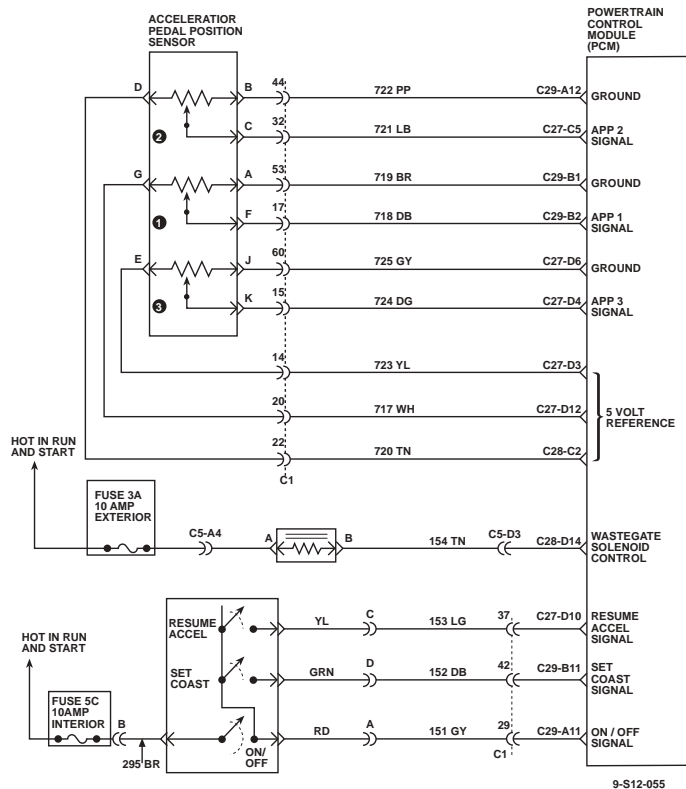 POWERTRAIN
CONTROL
MODULE
(PCM)
ACCELERATIOR
PEDAL POSITION
SENSOR
D B 44 722 PP C29-A12 GROUND
C 32 721 LB C27-C5 APP 2
SIGNAL
2
G A 53 719 BR C29-B1 GROUND
F 17 718 DB C29-B2 APP 1
SIGNAL
1
E J 60 725 GY C27-D6 GROUND
K 15 724 DG C27-D4 APP 3
SIGNAL
3
14 723 YL C27-D3
20 717 WH C27-D12
5 VOLT
REFERENCE
22 720 TN C28-C2
C1
HOT IN RUN
AND START
FUSE 3A
10 AMP
EXTERIOR
C5-A4 A B 154 TN C5-D3 C28-D14
WASTEGATE
SOLENOID
CONTROL
RESUME
ACCEL
YL C 153 LG 37 C27-D10
RESUME
ACCEL
SIGNAL
HOT IN RUN
AND START
SET
COAST
GRN D 152 DB 42 C29-B11
SET
COAST
SIGNAL
FUSE 5C
10AMP
INTERIOR
B
295 BR
ON/
OFF
RD A 151 GY 29 C29-A11
ON / OFF
SIGNAL
C1
9-S12-055